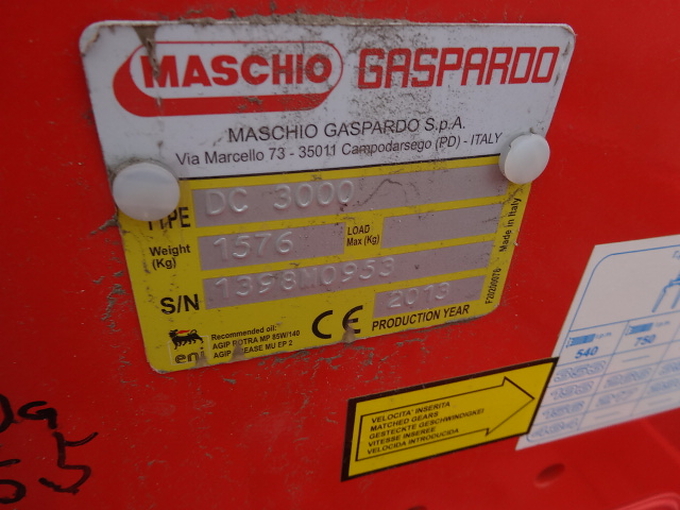 MASCHIO GASPARDO
MASCHIO GASPARDO S.p.A.
Via Marcello 73 - 35011 Campodarsego (PD) - ITALY
TYPE DC 3000
Weight (Kg) 1576 LOAD Max (Kg)
S/N 1398M0953
2013
PRODUCTION YEAR
CE
eni
Recommended oil:
AGIP ROTRA MP 85W/140
AGIP GREASE MU EP 2
Made in Italy
VELOCITA' INSERITA
MATCHED GEARS
GESTECKTE GESCHWINDIGKEI
VITESSE INSEREE
VELOCIDAD INTRODUCIDA
540 750